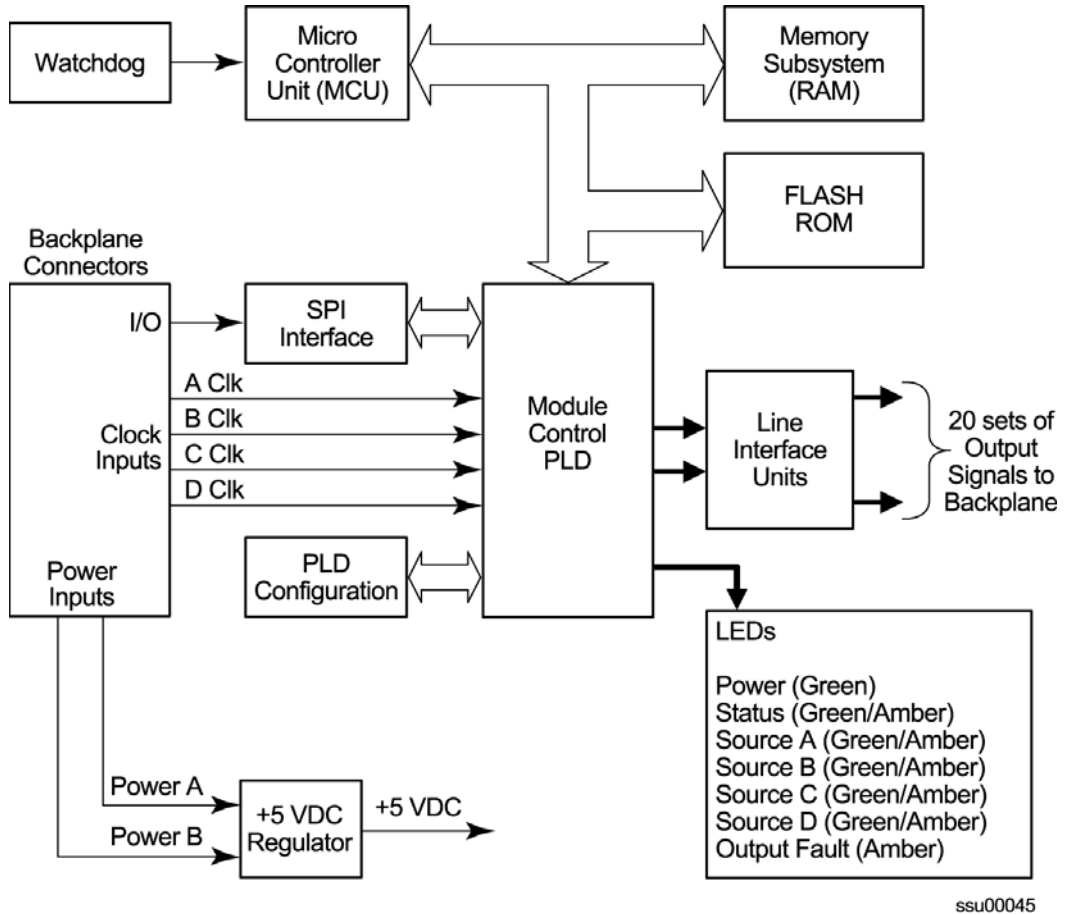 Watchdog
Micro
Controller
Unit (MCU)
Memory
Subsystem
(RAM)
FLASH
ROM
Backplane
Connectors
I/O
SPI
Interface
A Clk
B Clk
C Clk
D Clk
Clock
Inputs
Module
Control
PLD
Line
Interface
Units
20 sets of
Output
Signals to
Backplane
PLD
Configuration
Power
Inputs
LEDs
Power (Green)
Status (Green/Amber)
Source A (Green/Amber)
Source B (Green/Amber)
Source C (Green/Amber)
Source D (Green/Amber)
Output Fault (Amber)
Power A
Power B
+5 VDC
Regulator
+5 VDC
ssu00045